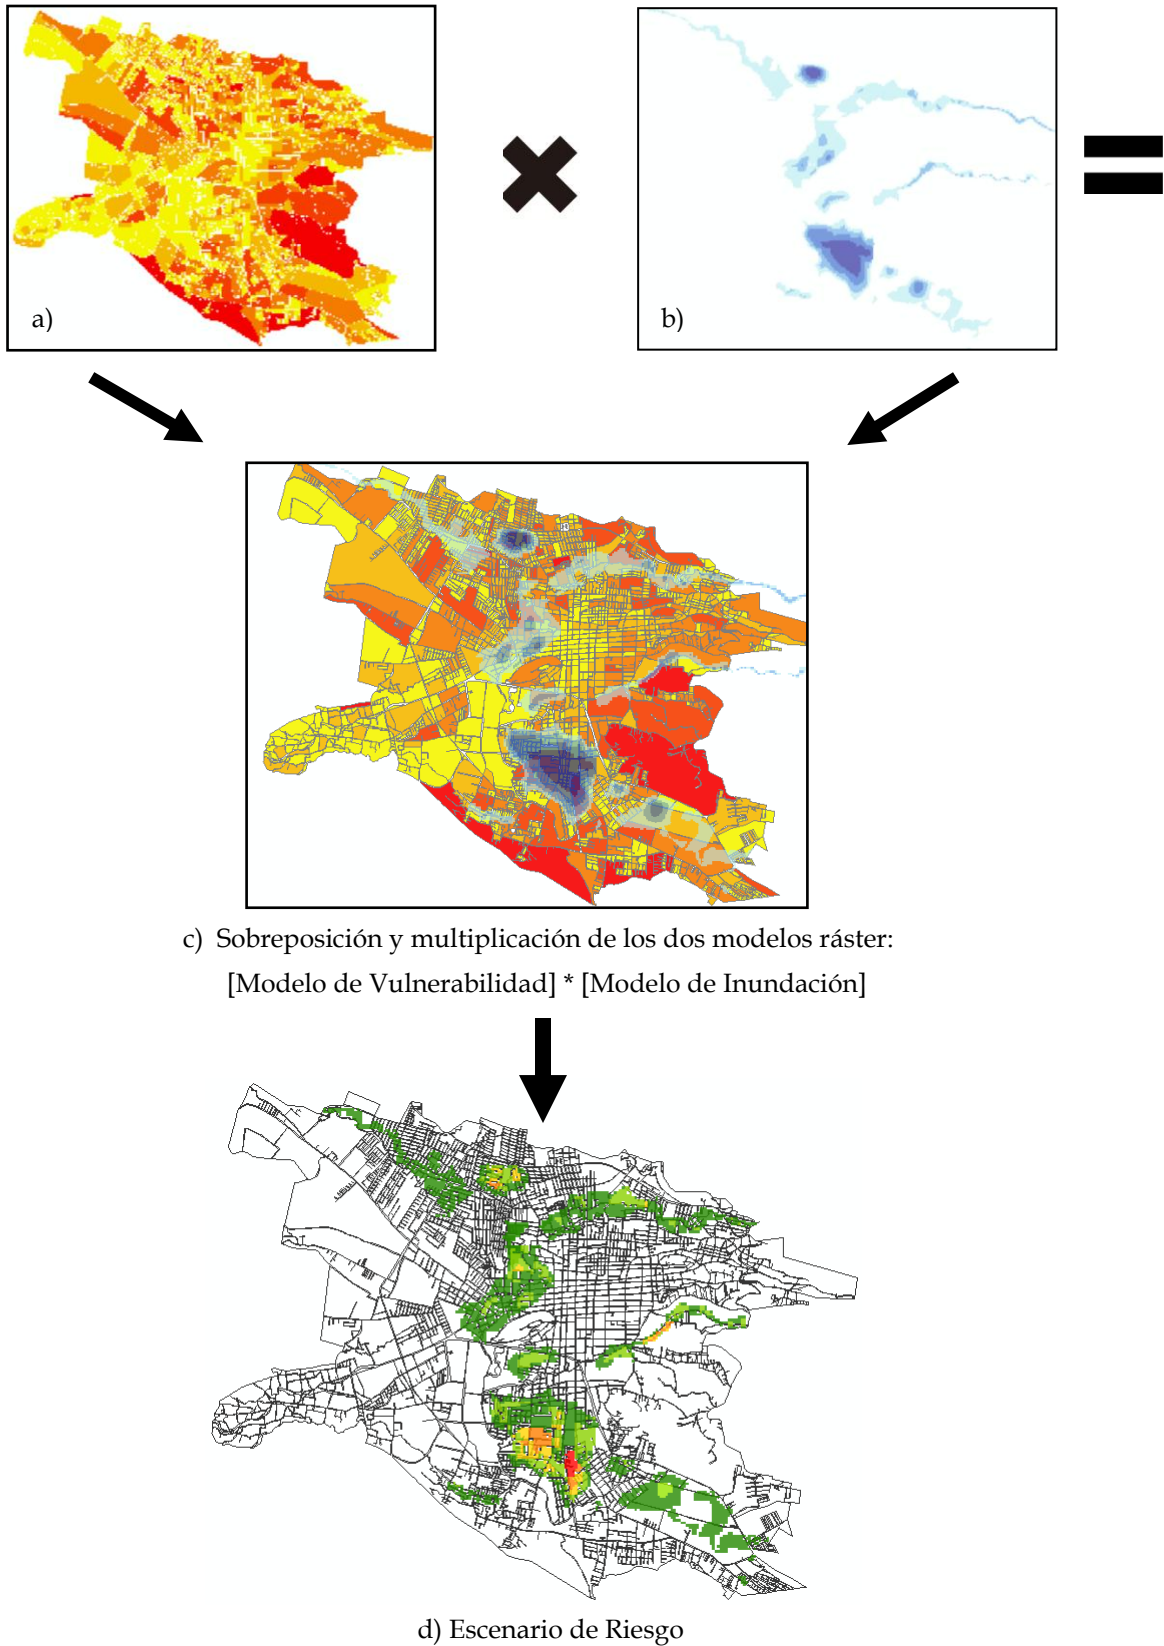 a)
b)
c) Sobreposición y multiplicación de los dos modelos ráster:
[Modelo de Vulnerabilidad] * [Modelo de Inundación]
d) Escenario de Riesgo